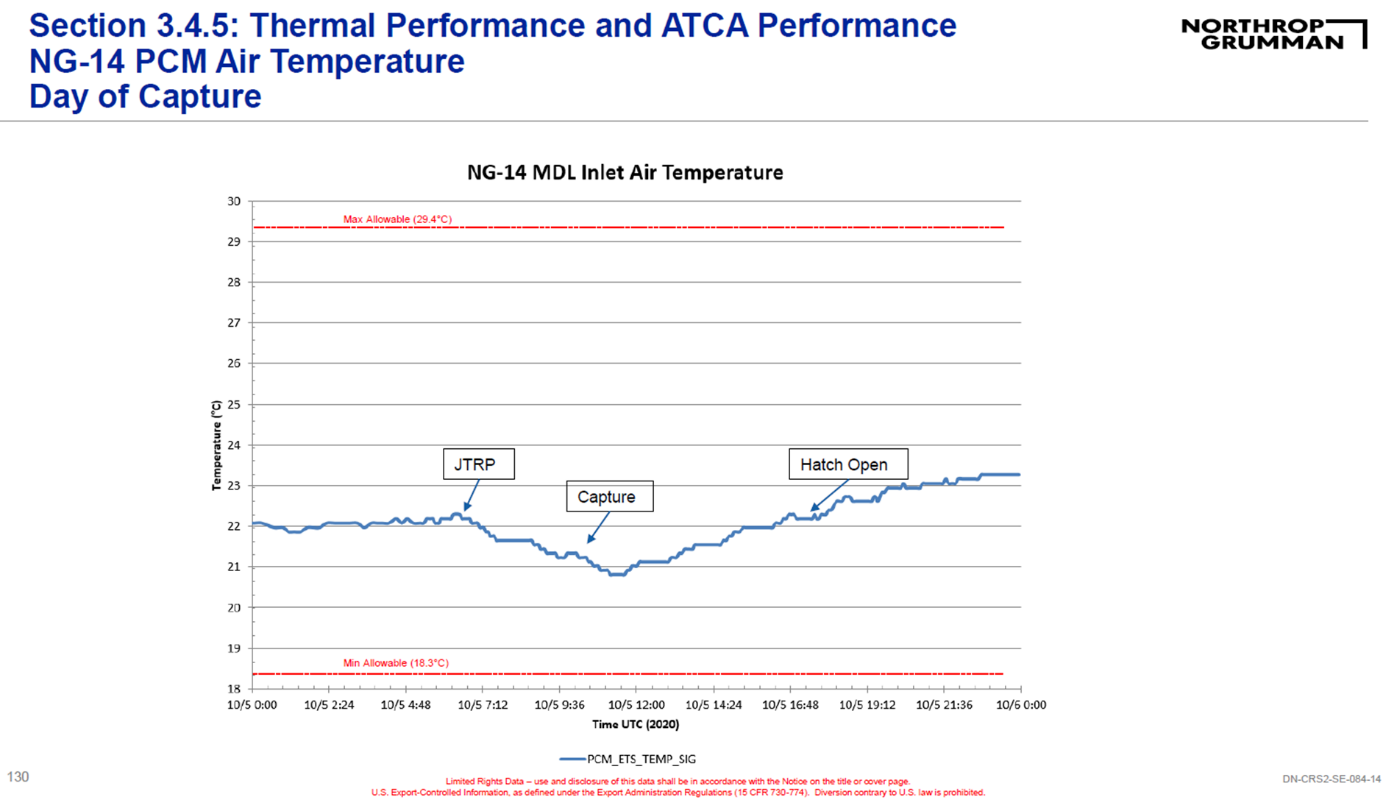 Section 3.4.5: Thermal Performance and ATCA Performance
NG-14 PCM Air Temperature
Day of Capture
NORTHROP
GRUMMAN
NG-14 MDL Inlet Air Temperature
30
Max Allowable (29.4°C)
29
28
27
26
25
24
23
22
21
20
19
18
Temperature (°C)
JTRP
Capture
Hatch Open
Min Allowable (18.3°C)
10/5 0:00 10/5 2:24 10/5 4:48 10/5 7:12 10/5 9:36 10/5 12:00 10/5 14:24 10/5 16:48 10/5 19:12 10/5 21:36 10/6 0:00
Time UTC (2020)
PCM_ETS_TEMP_SIG
130
Limited Rights Data – use and disclosure of this data shall be in accordance with the Notice on the title or cover page.
U.S. Export-Controlled Information, as defined under the Export Administration Regulations (15 CFR 730-774). Diversion contrary to U.S. law is prohibited.
DN-CRS2-SE-084-14